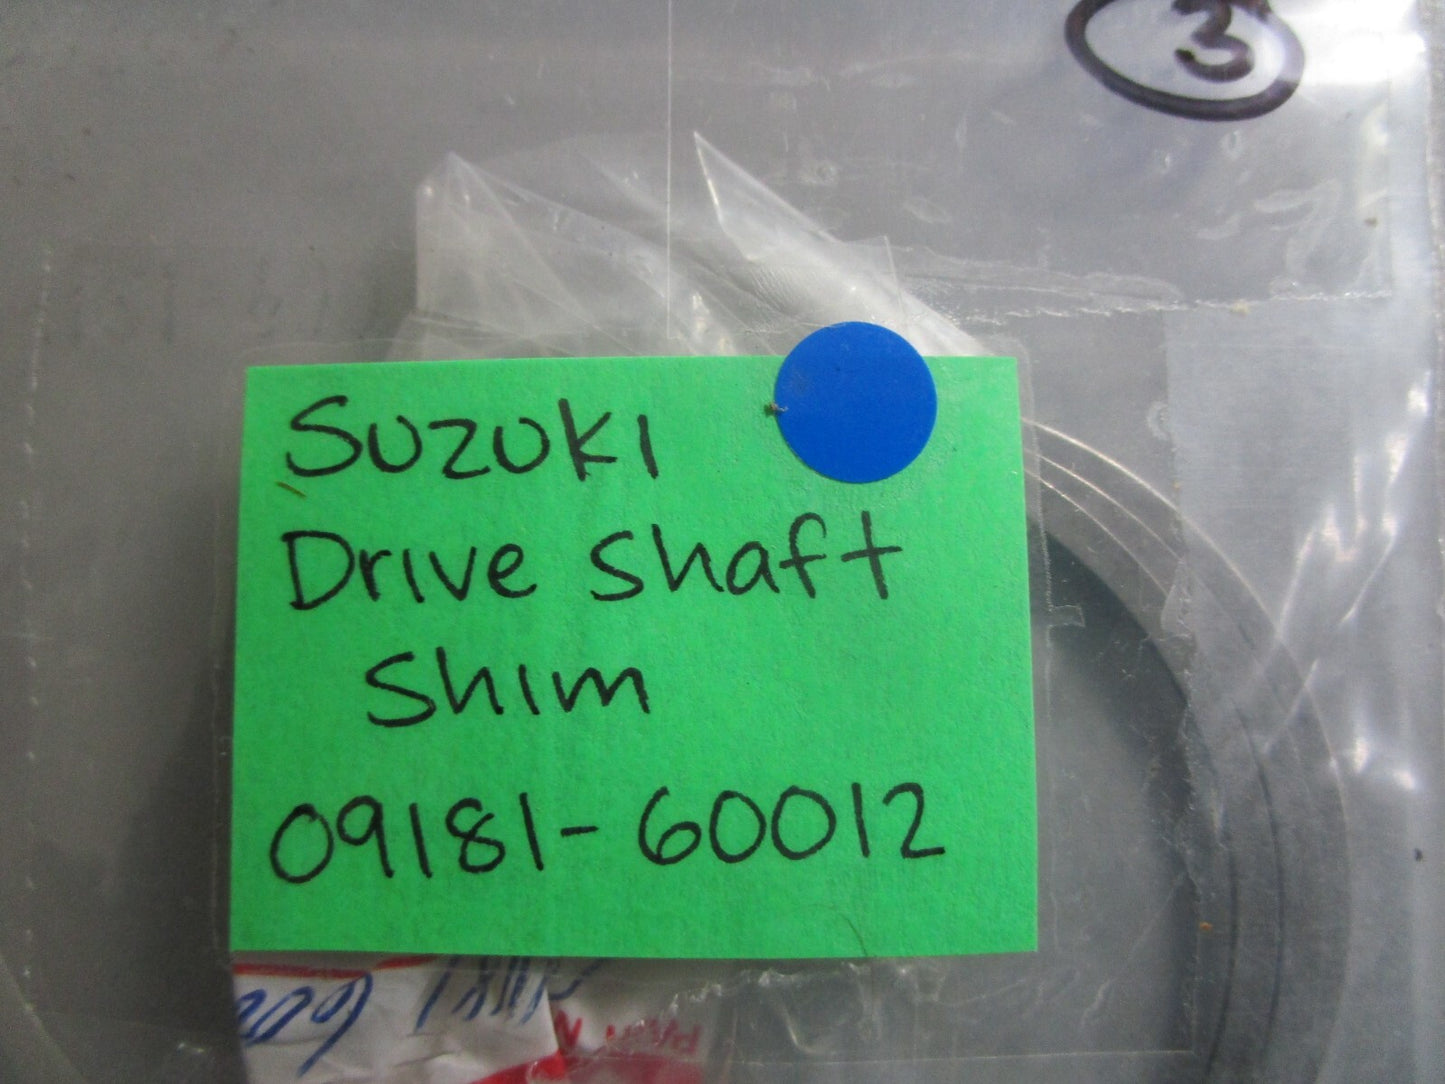 3
Suzuki
Drive shaft
Shim
09181-60012